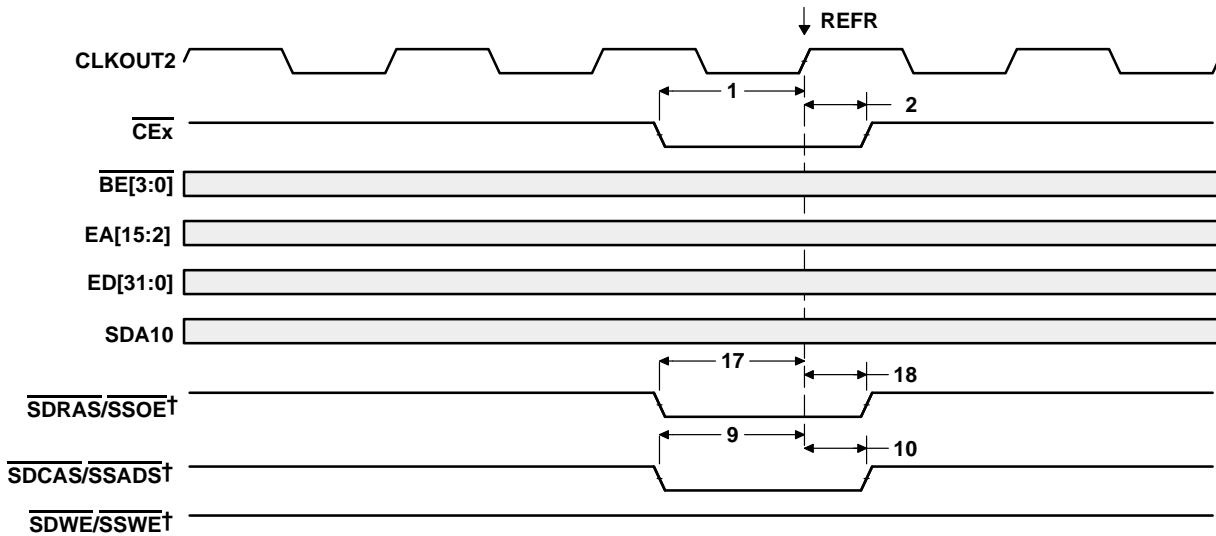 REFR
CLKOUT2
1
2
CEx
BE[3:0]
EA[15:2]
ED[31:0]
SDA10
17
18
SDRAS/SSOE†
9
10
SDCAS/SSADS†
SDWE/SSWE†